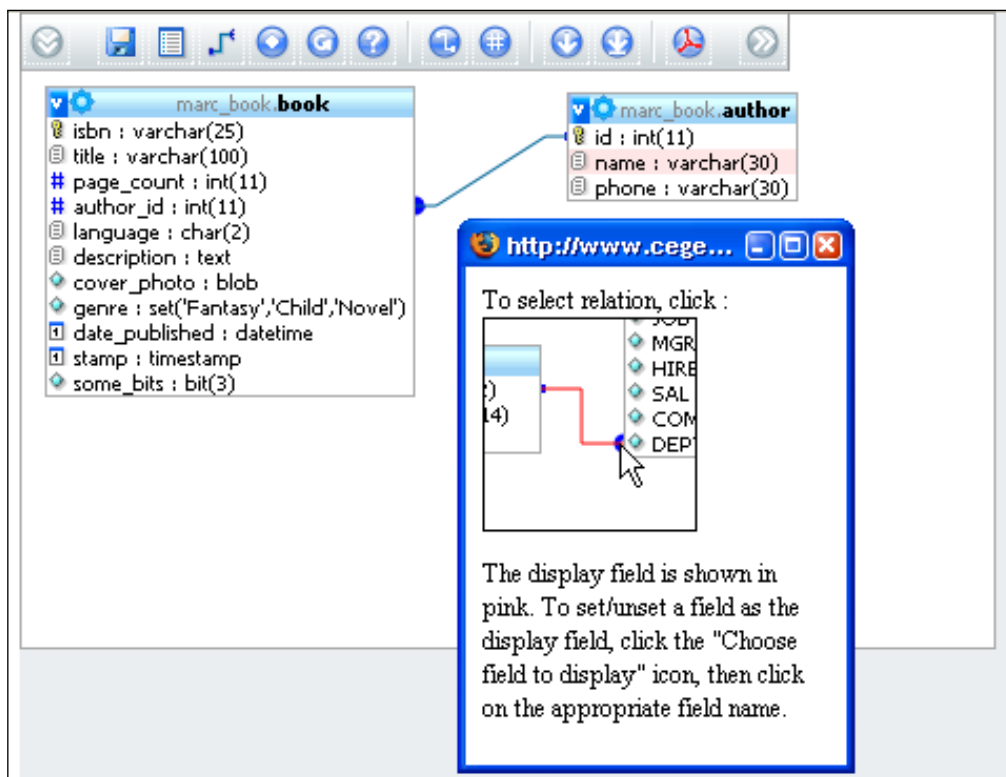 marc_book.book
isbn : varchar(25)
title : varchar(100)
page_count : int(11)
author_id : int(11)
language : char(2)
description : text
cover_photo : blob
genre : set('Fantasy','Child','Novel')
date_published : datetime
stamp : timestamp
some_bits : bit(3)
marc_book.author
id : int(11)
name : varchar(30)
phone : varchar(30)
http://www.cege...
To select relation, click :
MGR
HIRE
SAL
COM
14)
DEPT
The display field is shown in
pink. To set/unset a field as the
display field, click the "Choose
field to display" icon, then click
on the appropriate field name.